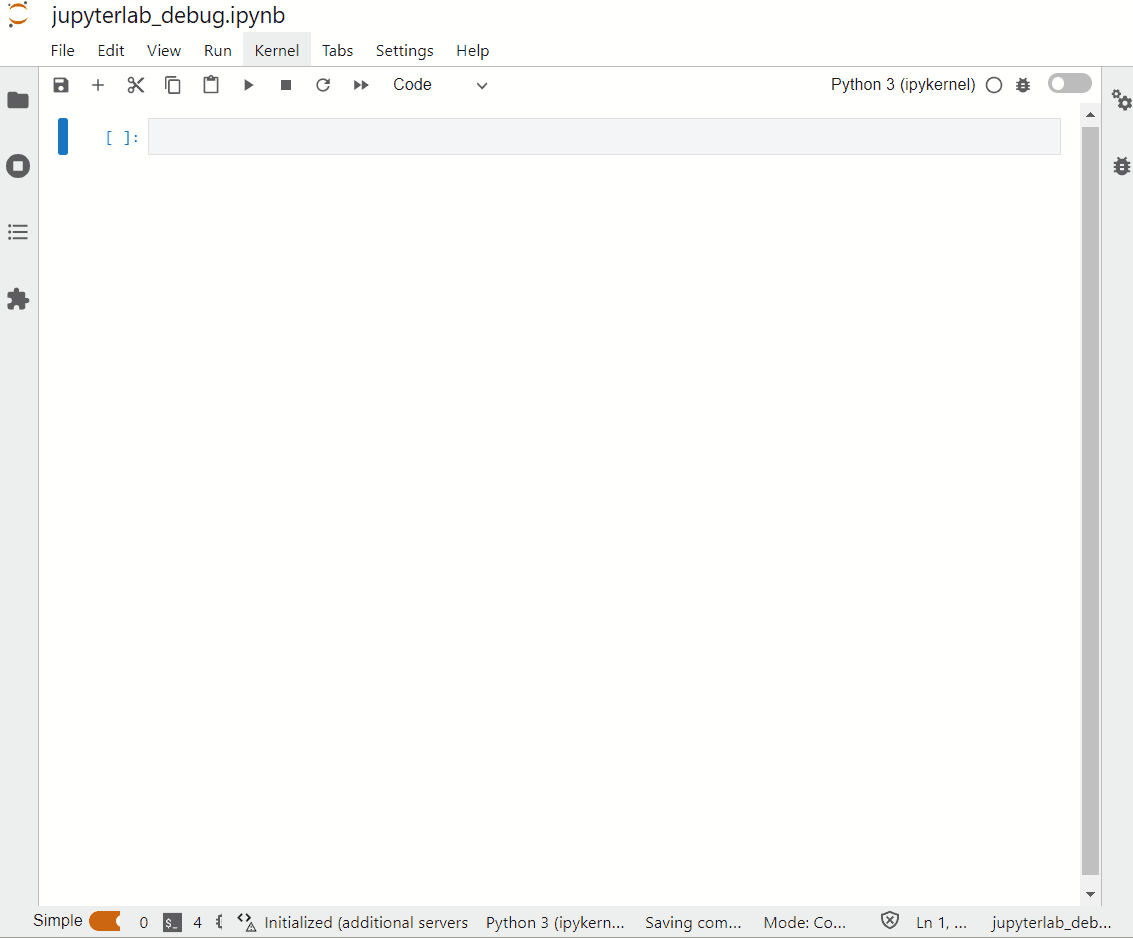 jupyterlab_debug.ipynb
File Edit View Run Kernel Tabs Settings Help
Code Python 3 (ipykernel)
[ ]:
Simple 0 $_ 4 Initialized (additional servers Python 3 (ipykern... Saving com... Mode: Co... Ln 1, ... jupyterlab_deb...